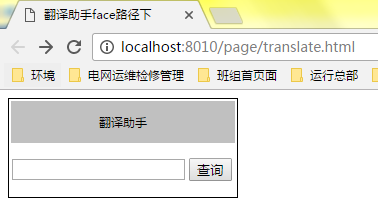 翻译助手face路径下
localhost:8010/page/translate.html
环境 电网运维检修管理 班组首页面 运行总部
翻译助手
查询